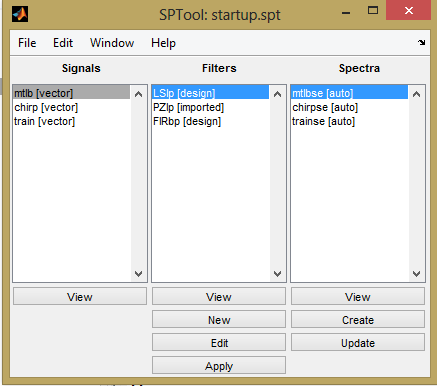 SPTool: startup.spt
File Edit Window Help
Signals Filters Spectra
mtlb [vector] LSlp [design] mtlbse [auto]
chirp [vector] PZlp [imported] chirpse [auto]
train [vector] FIRbp [design] trainse [auto]
View View View
New Create
Edit Update
Apply